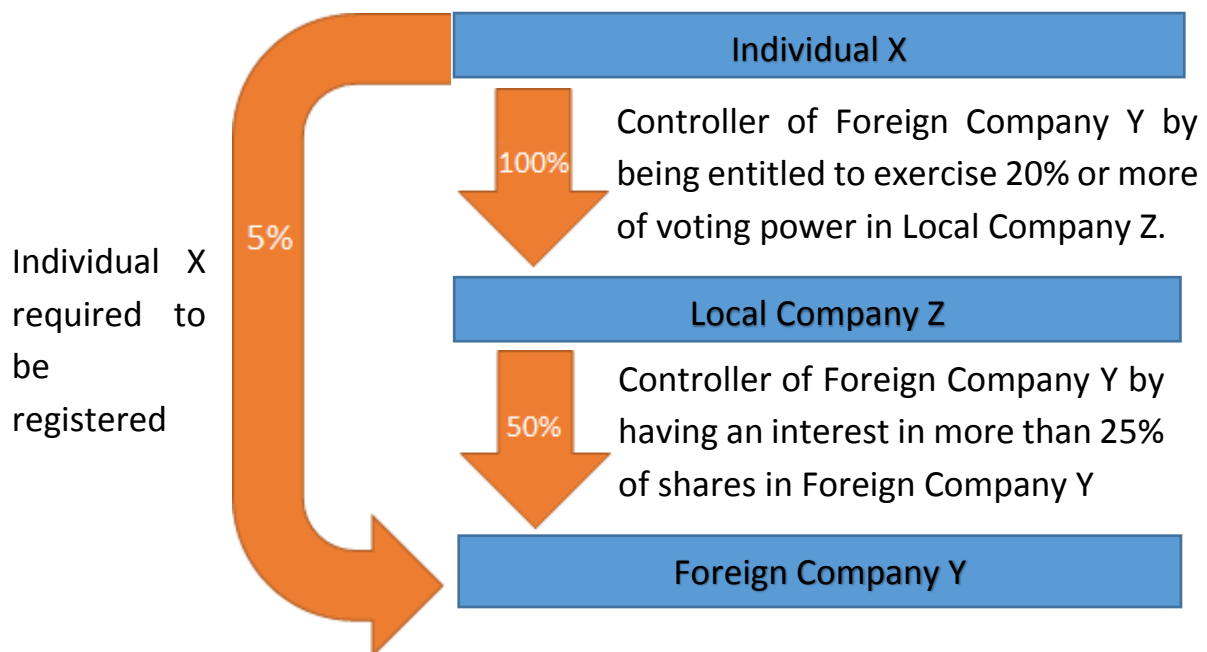 Individual X
100%
Controller of Foreign Company Y by
being entitled to exercise 20% or more
of voting power in Local Company Z.
5%
Individual X
required to
be
registered
Local Company Z
50%
Controller of Foreign Company Y by
having an interest in more than 25%
of shares in Foreign Company Y
Foreign Company Y